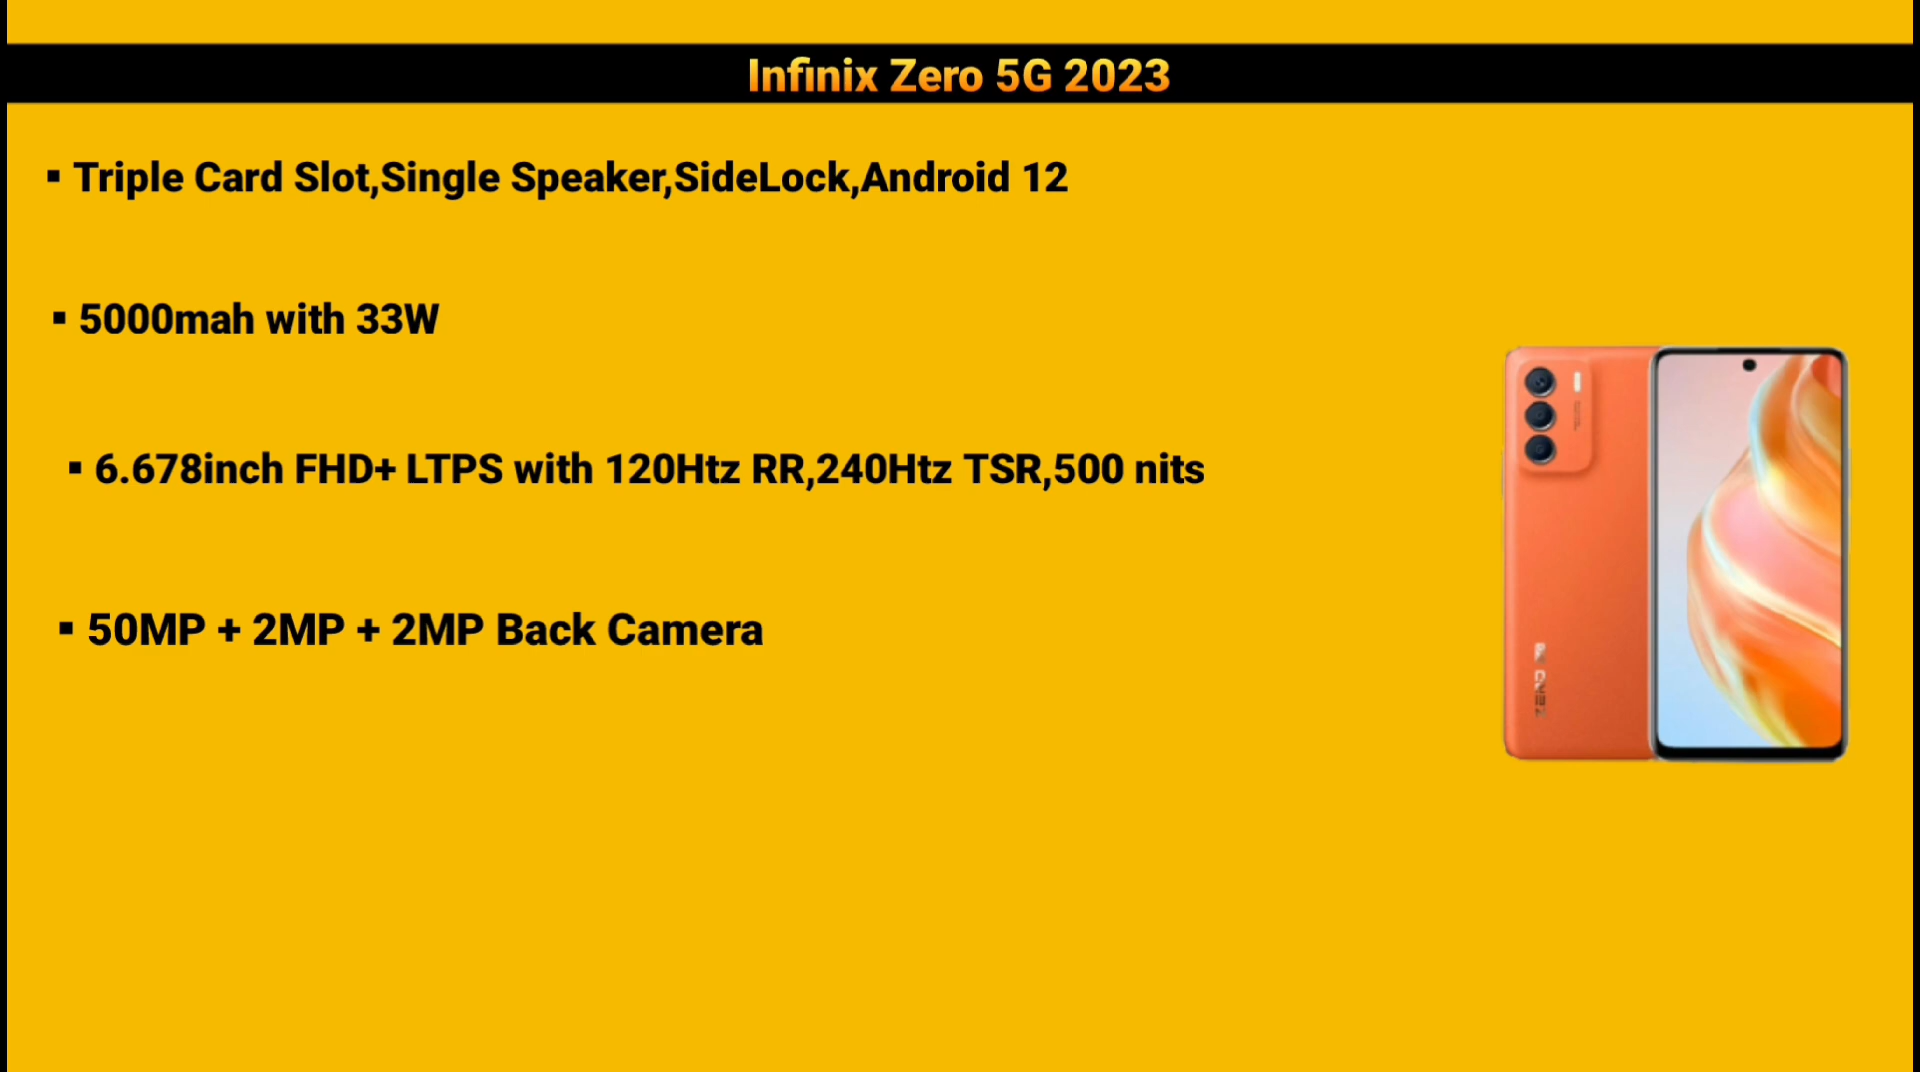 Infinix Zero 5G 2023
▪ Triple Card Slot,Single Speaker,SideLock,Android 12
▪ 5000mah with 33W
▪ 6.678inch FHD+ LTPS with 120Htz RR,240Htz TSR,500 nits
▪ 50MP + 2MP + 2MP Back Camera